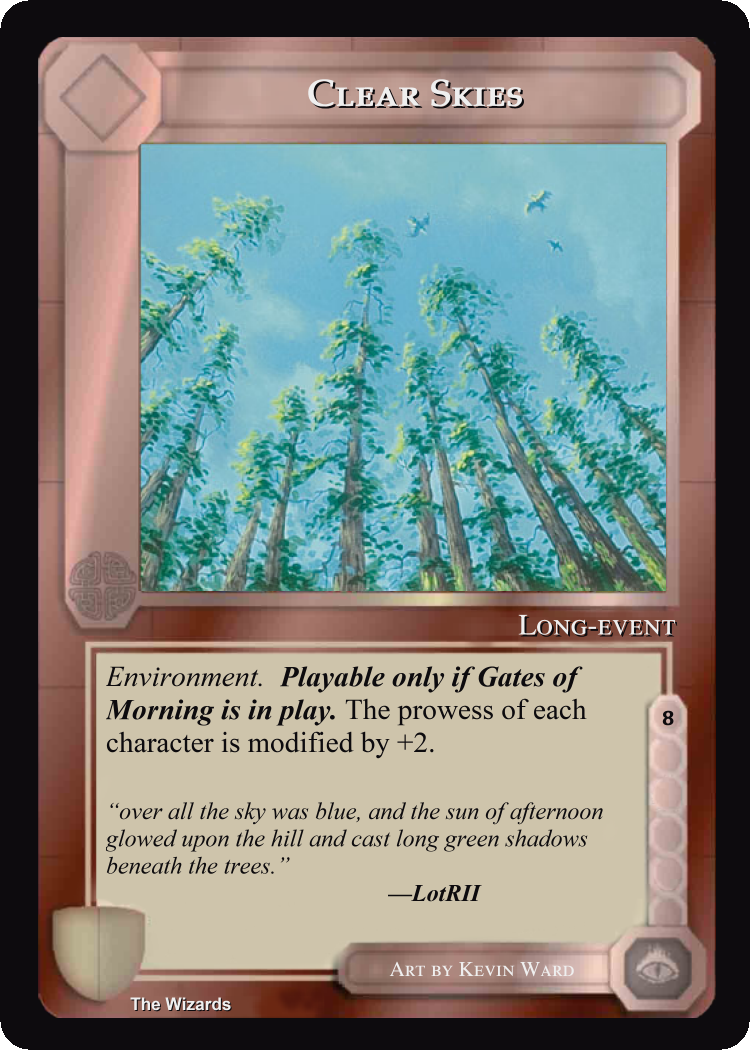 Clear Skies
Long-event
Environment. Playable only if Gates of
Morning is in play. The prowess of each
character is modified by +2.
8
“over all the sky was blue, and the sun of afternoon
glowed upon the hill and cast long green shadows
beneath the trees.”
—LotRII
Art by Kevin Ward
The Wizards